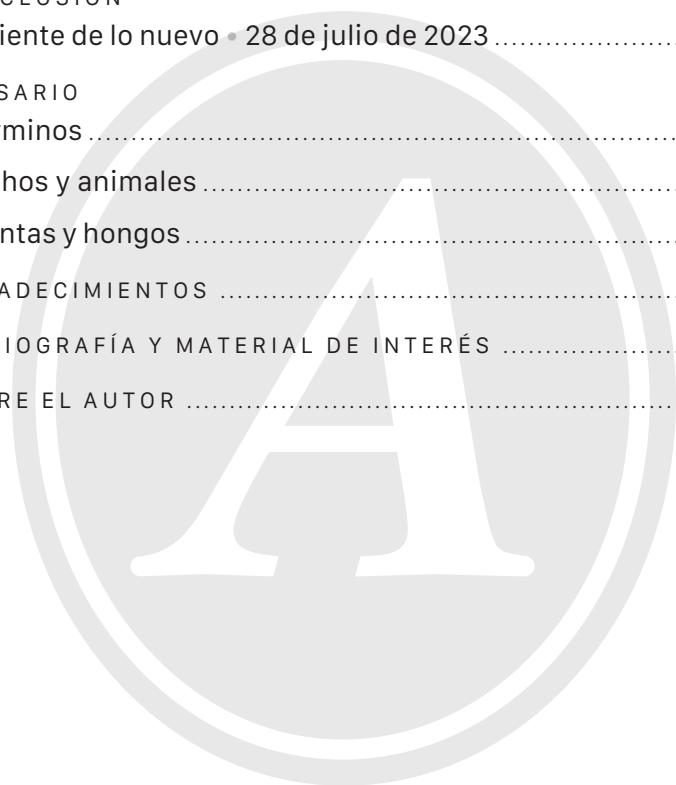 CLUSIÓN
iente de lo nuevo • 28 de julio de 2023
SARIO
rminos
hos y animales
ntas y hongos
ADECIMIENTOS
IOGRAFÍA Y MATERIAL DE INTERÉS
RE EL AUTOR
A